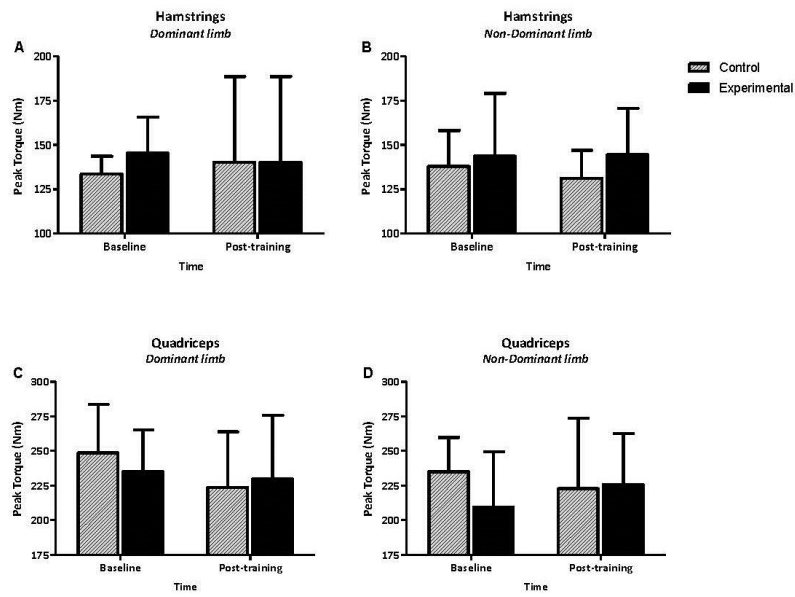 Hamstrings
Dominant limb
A
Peak Torque (Nm)
200
175
150
125
100
Baseline
Post-training
Time
Hamstrings
Non-Dominant limb
B
Peak Torque (Nm)
200
175
150
125
100
Baseline
Post-training
Time
Control
Experimental
Quadriceps
Dominant limb
C
Peak Torque (Nm)
300
275
250
225
200
175
Baseline
Post-training
Time
Quadriceps
Non-Dominant limb
D
Peak Torque (Nm)
300
275
250
225
200
175
Baseline
Post-training
Time